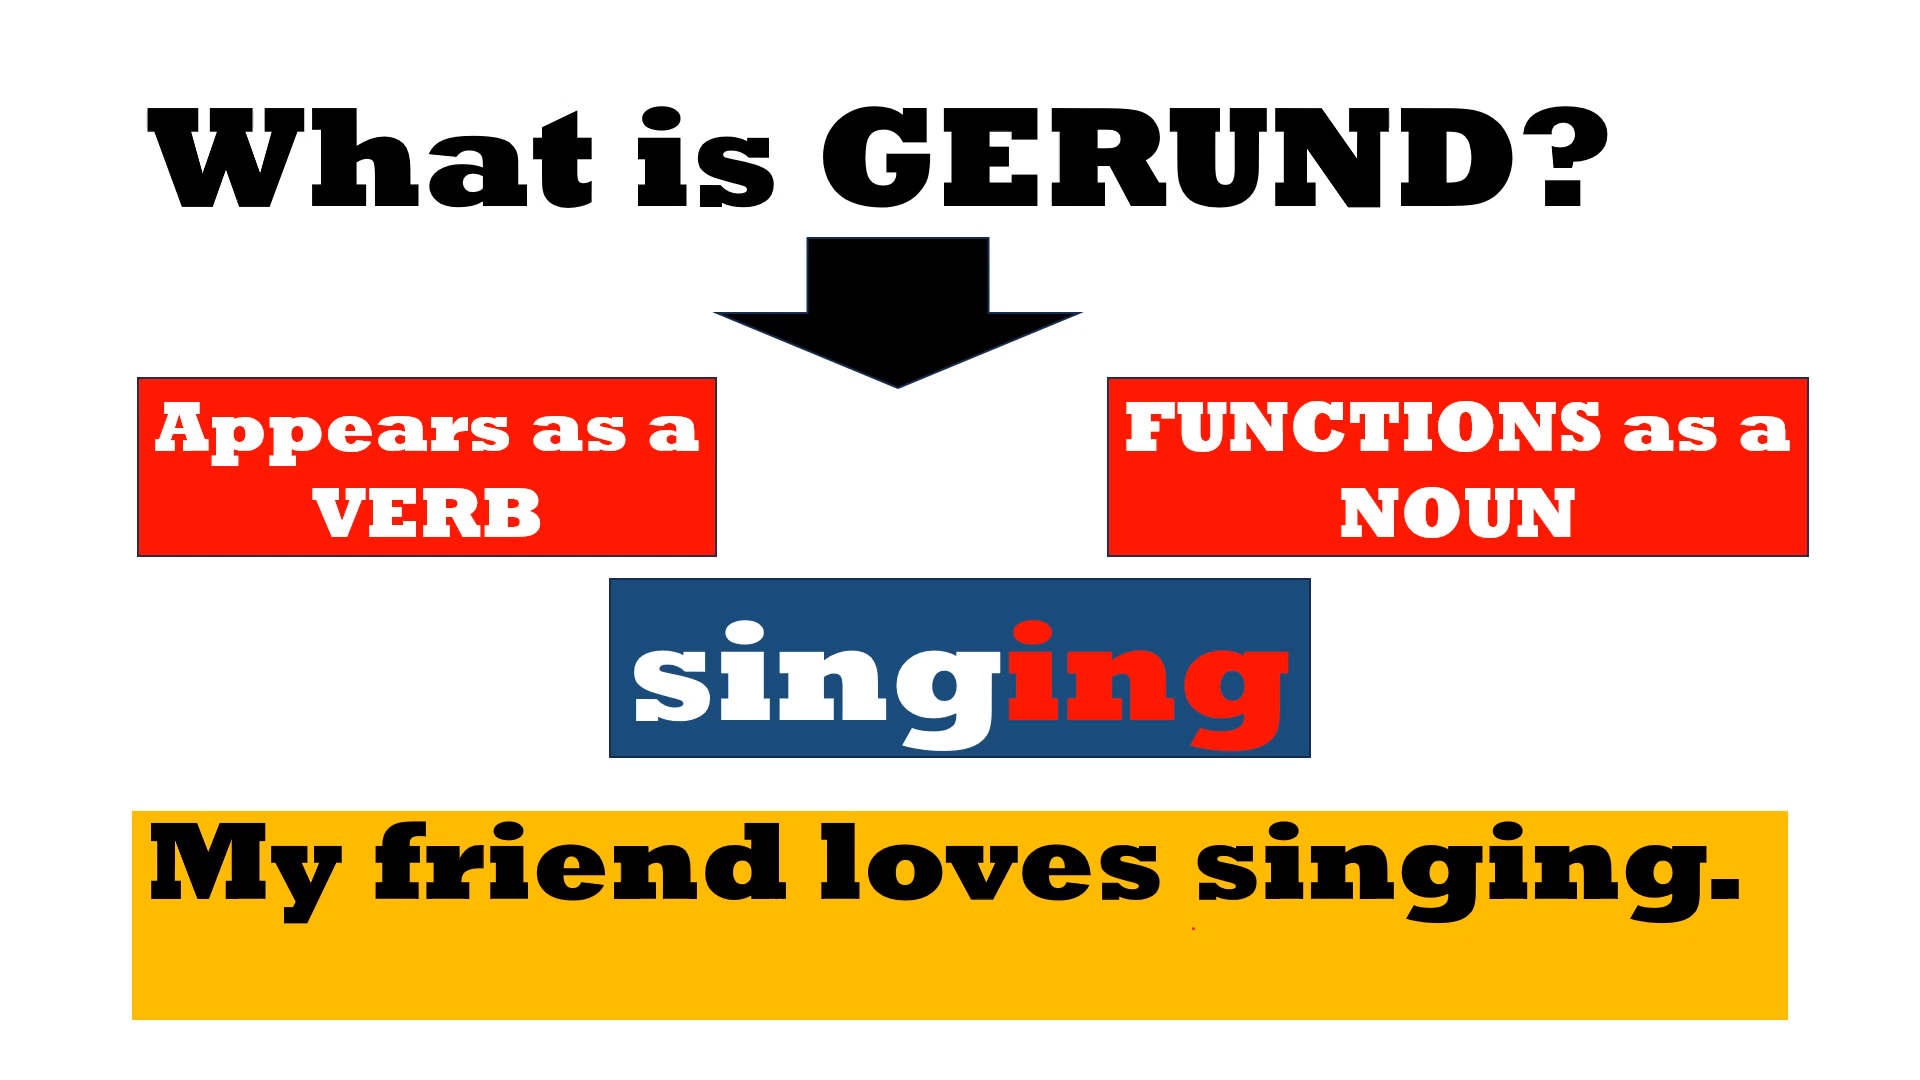 What is GERUND?
Appears as a
VERB
FUNCTIONS as a
NOUN
singing
My friend loves singing.